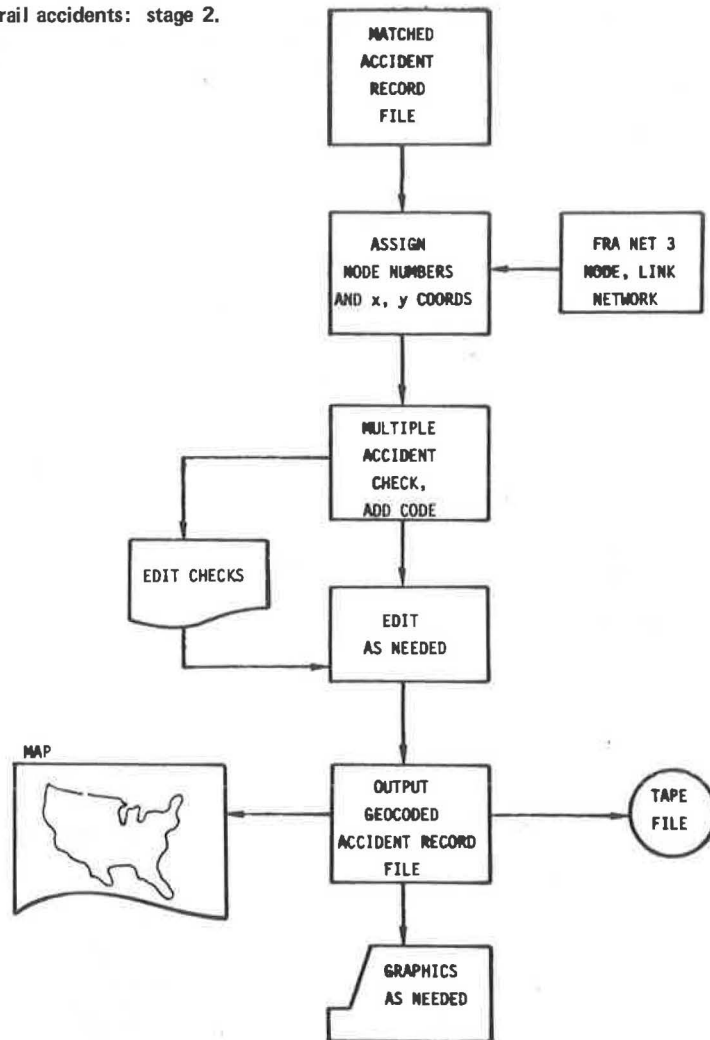 rail accidents: stage 2.
MATCHED
ACCIDENT
RECORD
FILE
ASSIGN
NODE NUMBERS
AND x, y COORDS
FRA NET 3
NODE, LINK
NETWORK
MULTIPLE
ACCIDENT
CHECK,
ADD CODE
EDIT CHECKS
EDIT
AS NEEDED
MAP
OUTPUT
GEOCODED
ACCIDENT RECORD
FILE
TAPE
FILE
GRAPHICS
AS NEEDED